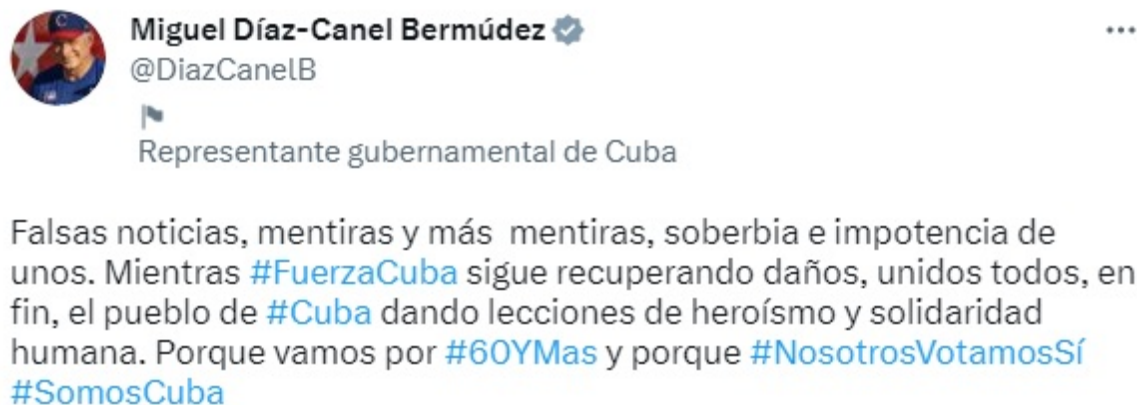 Miguel Díaz-Canel Bermúdez
@DiazCanelB
Representante gubernamental de Cuba
Falsas noticias, mentiras y más  mentiras, soberbia e impotencia de
unos. Mientras #FuerzaCuba sigue recuperando daños, unidos todos, en
fin, el pueblo de #Cuba dando lecciones de heroísmo y solidaridad
humana. Porque vamos por #60YMas y porque #NosotrosVotamosSí
#SomosCuba